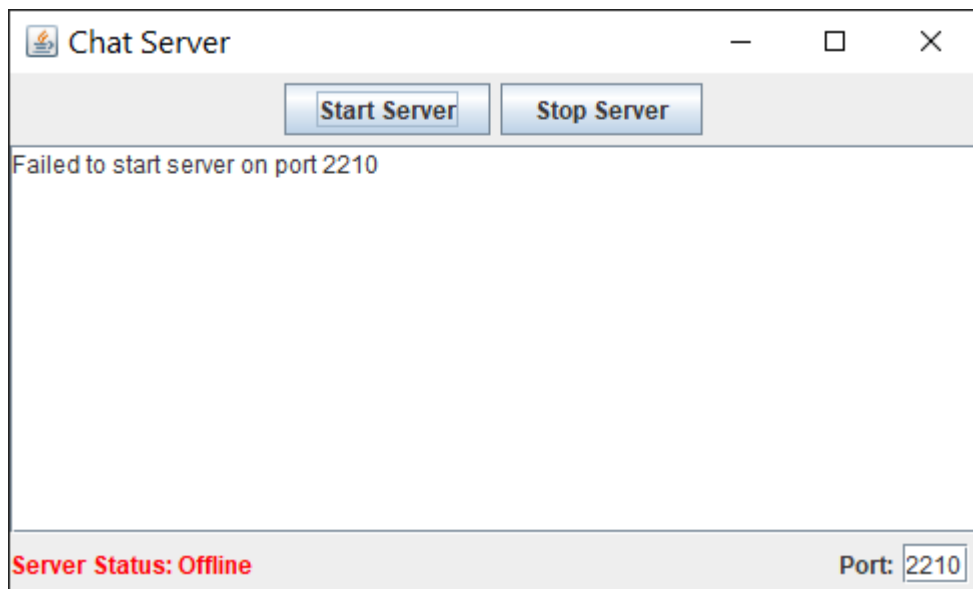 Chat Server
Start Server Stop Server
Failed to start server on port 2210
Server Status: Offline Port: 2210